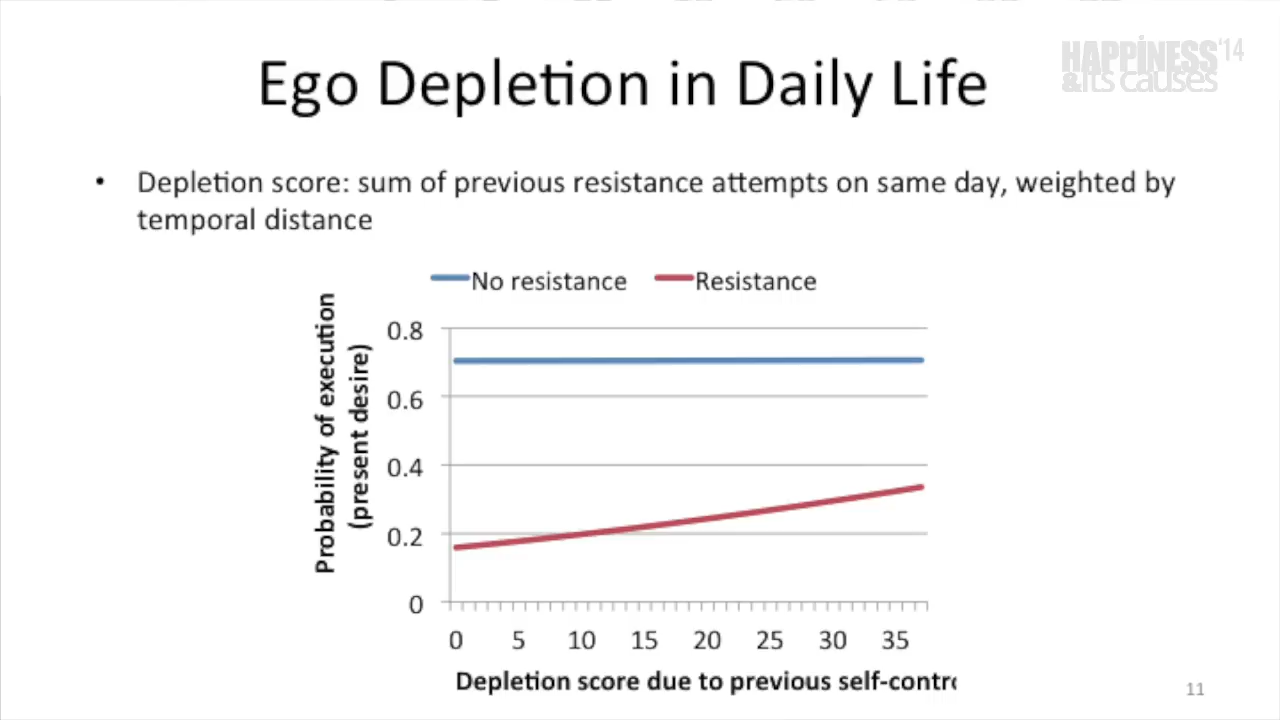 HAPPINESS '14
& its causes
Ego Depletion in Daily Life
• Depletion score: sum of previous resistance attempts on same day, weighted by
temporal distance
No resistance Resistance
Probability of execution
(present desire)
0.8
0.6
0.4
0.2
0
0 5 10 15 20 25 30 35
Depletion score due to previous self-contro
11